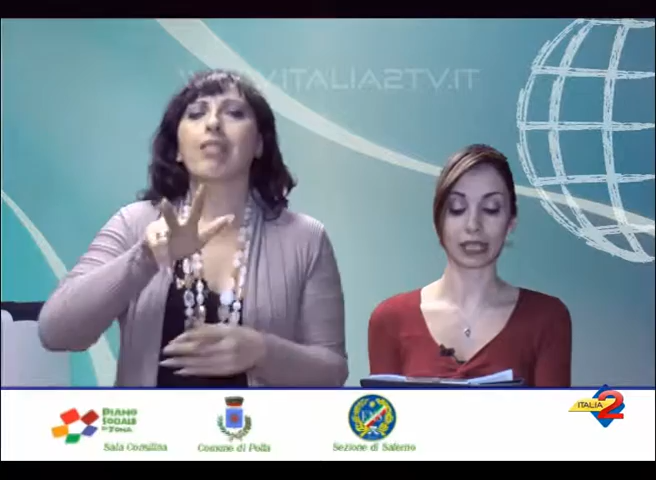 WWW.ITALIA2TV.IT
PIANO
SOCIALE
DI ZONA
Sala Consilina
Comune di Polla
Sezione di Salerno
ITALIA 2